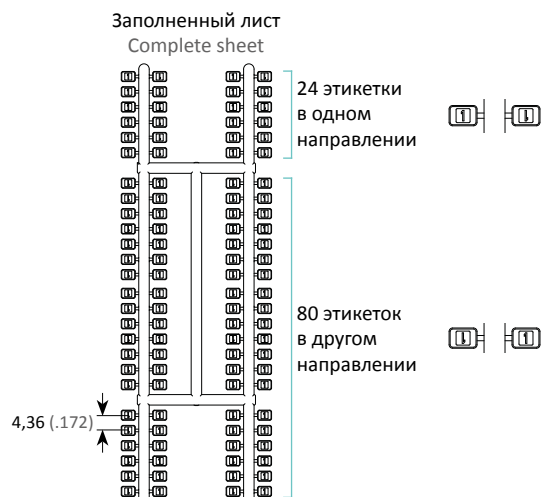 Заполненный лист
Complete sheet
24 этикетки
в одном
направлении
80 этикеток
в другом
направлении
4,36 (.172)